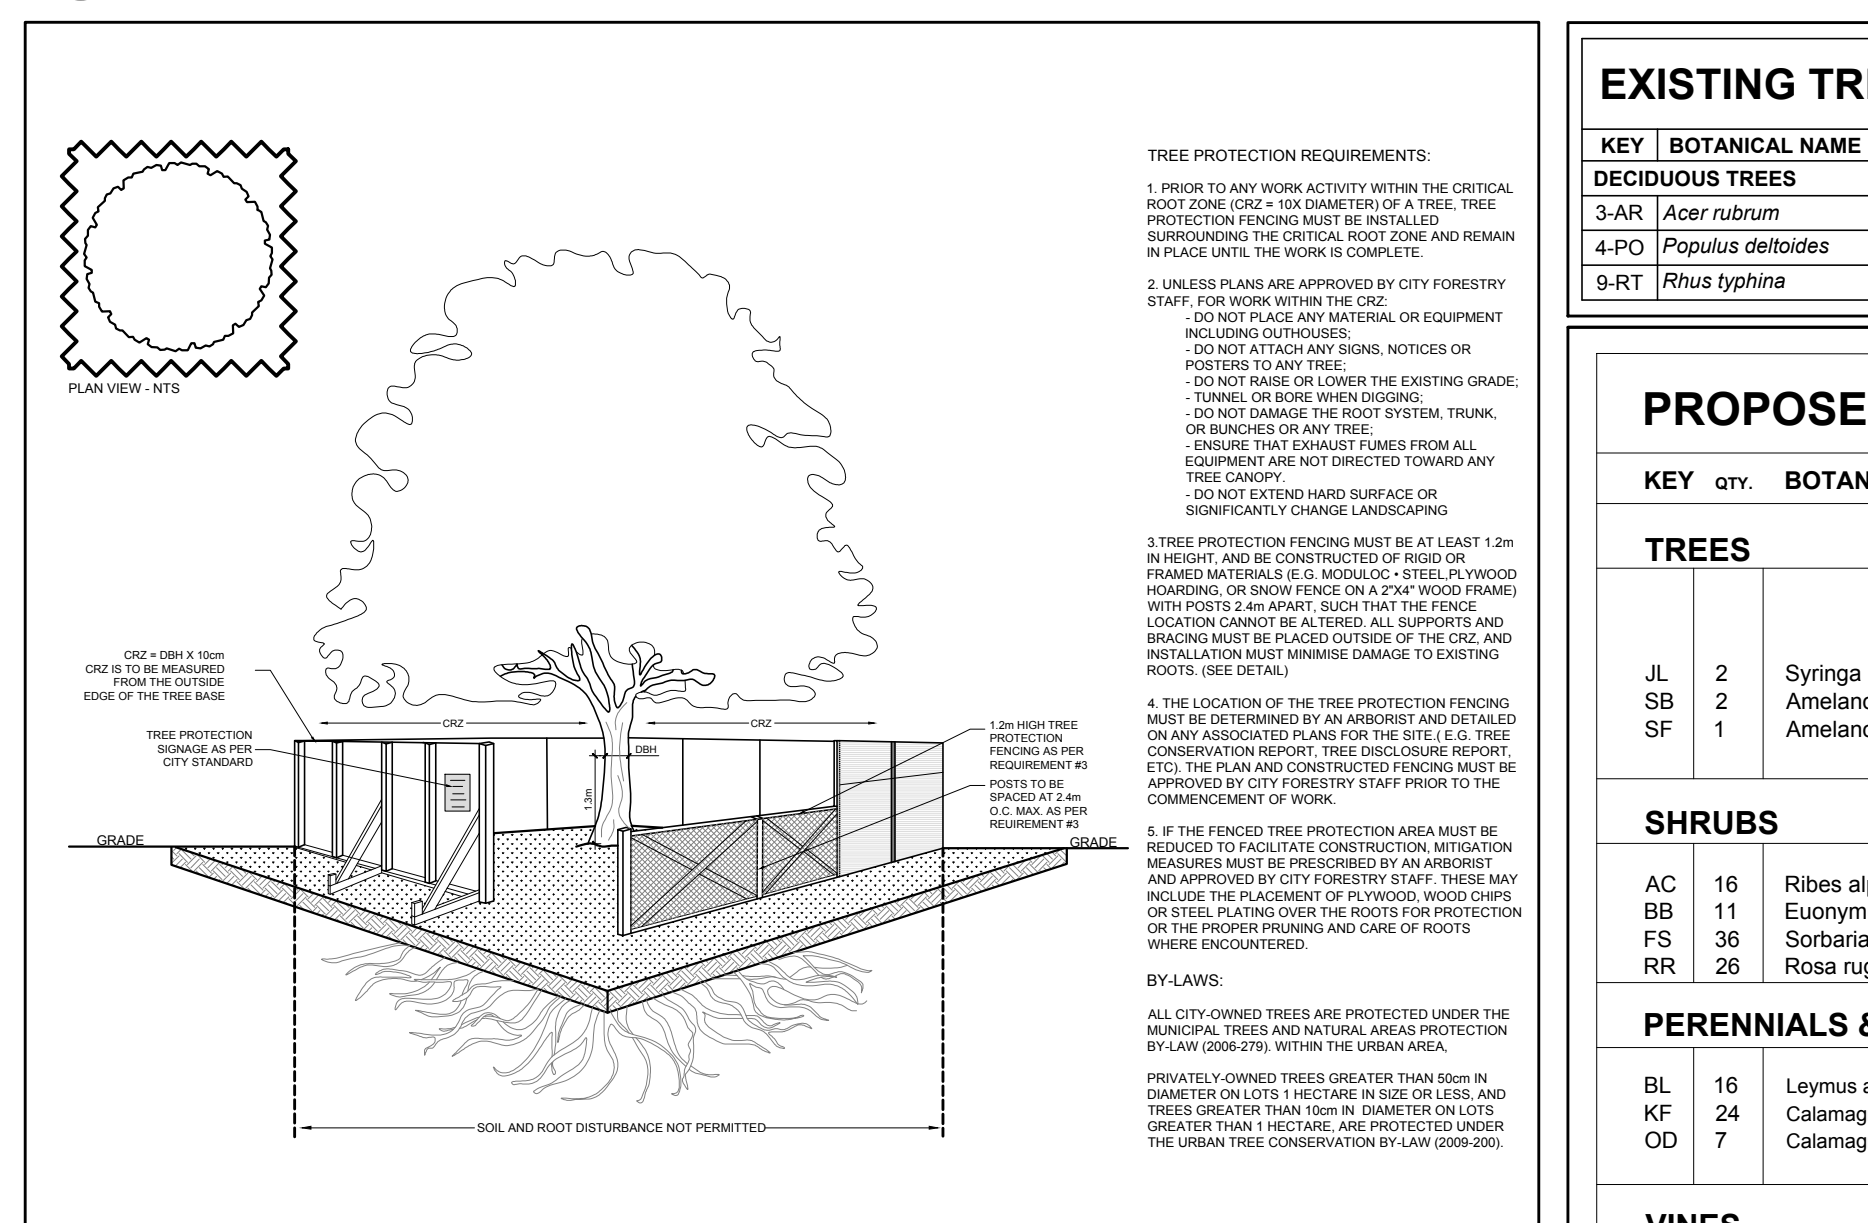 PLAN VIEW - NTS
CRZ = DBH X 10cm
CRZ IS TO BE MEASURED
FROM THE OUTSIDE
EDGE OF THE TREE BASE
TREE PROTECTION
SIGNAGE AS PER
CITY STANDARD
GRADE
CRZ
CRZ
DBH
1.3m
1.2m HIGH TREE
PROTECTION
FENCING AS PER
REQUIREMENT #3
POSTS TO BE
SPACED AT 2.4m
O.C. MAX. AS PER
REUIREMENT #3
GRADE
SOIL AND ROOT DISTURBANCE NOT PERMITTED
TREE PROTECTION REQUIREMENTS:
1. PRIOR TO ANY WORK ACTIVITY WITHIN THE CRITICAL
ROOT ZONE (CRZ = 10X DIAMETER) OF A TREE, TREE
PROTECTION FENCING MUST BE INSTALLED
SURROUNDING THE CRITICAL ROOT ZONE AND REMAIN
IN PLACE UNTIL THE WORK IS COMPLETE.
2. UNLESS PLANS ARE APPROVED BY CITY FORESTRY
STAFF, FOR WORK WITHIN THE CRZ:
- DO NOT PLACE ANY MATERIAL OR EQUIPMENT
INCLUDING OUTHOUSES;
- DO NOT ATTACH ANY SIGNS, NOTICES OR
POSTERS TO ANY TREE;
- DO NOT RAISE OR LOWER THE EXISTING GRADE;
- TUNNEL OR BORE WHEN DIGGING;
- DO NOT DAMAGE THE ROOT SYSTEM, TRUNK,
OR BUNCHES OR ANY TREE;
- ENSURE THAT EXHAUST FUMES FROM ALL
EQUIPMENT ARE NOT DIRECTED TOWARD ANY
TREE CANOPY.
- DO NOT EXTEND HARD SURFACE OR
SIGNIFICANTLY CHANGE LANDSCAPING
3.TREE PROTECTION FENCING MUST BE AT LEAST 1.2m
IN HEIGHT, AND BE CONSTRUCTED OF RIGID OR
FRAMED MATERIALS (E.G. MODULOC • STEEL,PLYWOOD
HOARDING, OR SNOW FENCE ON A 2"X4" WOOD FRAME)
WITH POSTS 2.4m APART, SUCH THAT THE FENCE
LOCATION CANNOT BE ALTERED. ALL SUPPORTS AND
BRACING MUST BE PLACED OUTSIDE OF THE CRZ, AND
INSTALLATION MUST MINIMISE DAMAGE TO EXISTING
ROOTS. (SEE DETAIL)
4. THE LOCATION OF THE TREE PROTECTION FENCING
MUST BE DETERMINED BY AN ARBORIST AND DETAILED
ON ANY ASSOCIATED PLANS FOR THE SITE.( E.G. TREE
CONSERVATION REPORT, TREE DISCLOSURE REPORT,
ETC). THE PLAN AND CONSTRUCTED FENCING MUST BE
APPROVED BY CITY FORESTRY STAFF PRIOR TO THE
COMMENCEMENT OF WORK.
5. IF THE FENCED TREE PROTECTION AREA MUST BE
REDUCED TO FACILITATE CONSTRUCTION, MITIGATION
MEASURES MUST BE PRESCRIBED BY AN ARBORIST
AND APPROVED BY CITY FORESTRY STAFF. THESE MAY
INCLUDE THE PLACEMENT OF PLYWOOD, WOOD CHIPS
OR STEEL PLATING OVER THE ROOTS FOR PROTECTION
OR THE PROPER PRUNING AND CARE OF ROOTS
WHERE ENCOUNTERED.
BY-LAWS:
ALL CITY-OWNED TREES ARE PROTECTED UNDER THE
MUNICIPAL TREES AND NATURAL AREAS PROTECTION
BY-LAW (2006-279). WITHIN THE URBAN AREA,
PRIVATELY-OWNED TREES GREATER THAN 50cm IN
DIAMETER ON LOTS 1 HECTARE IN SIZE OR LESS, AND
TREES GREATER THAN 10cm IN DIAMETER ON LOTS
GREATER THAN 1 HECTARE, ARE PROTECTED UNDER
THE URBAN TREE CONSERVATION BY-LAW (2009-200).
EXISTING TR
KEY BOTANICAL NAME
DECIDUOUS TREES
3-AR Acer rubrum
4-PO Populus deltoides
9-RT Rhus typhina
PROPOSE
KEY QTY. BOTAN
TREES
JL 2 Syringa
SB 2 Amelanc
SF 1 Amelanc
SHRUBS
AC 16 Ribes al
BB 11 Euonym
FS 36 Sorbaria
RR 26 Rosa rug
PERENNIALS &
BL 16 Leymus a
KF 24 Calamag
OD 7 Calamag
VINES